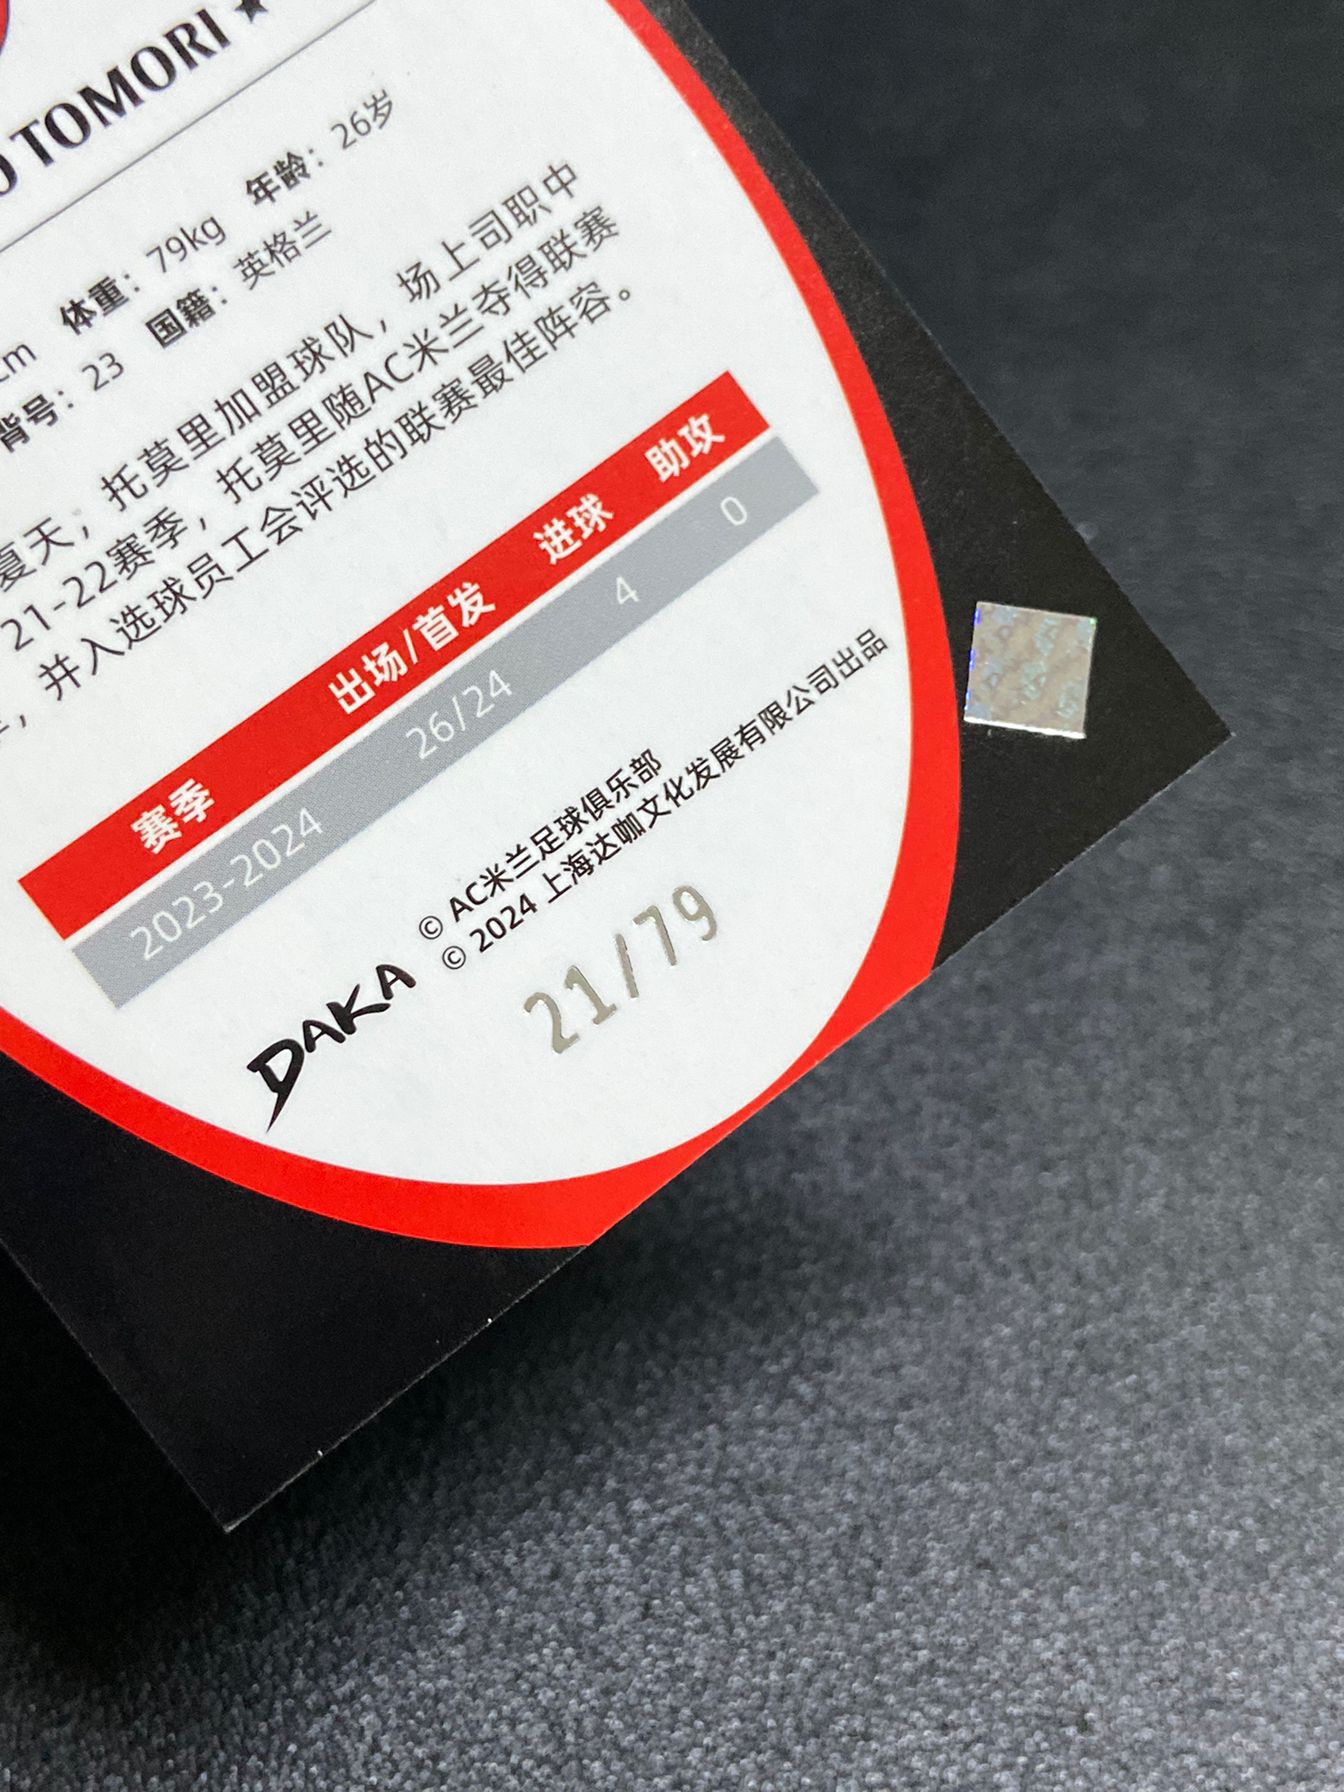 TOMORI ★
体重：79kg 年龄：26岁
背号：23 国籍：英格兰
夏天，托莫里加盟球队，场上司职中
21-22赛季，托莫里随AC米兰夺得联赛
，并入选球员工会评选的联赛最佳阵容。
赛季 出场/首发 进球 助攻
2023-2024 26/24 4 0
© AC米兰足球俱乐部
© 2024 上海达咖文化发展有限公司出品
DAKA
21/79